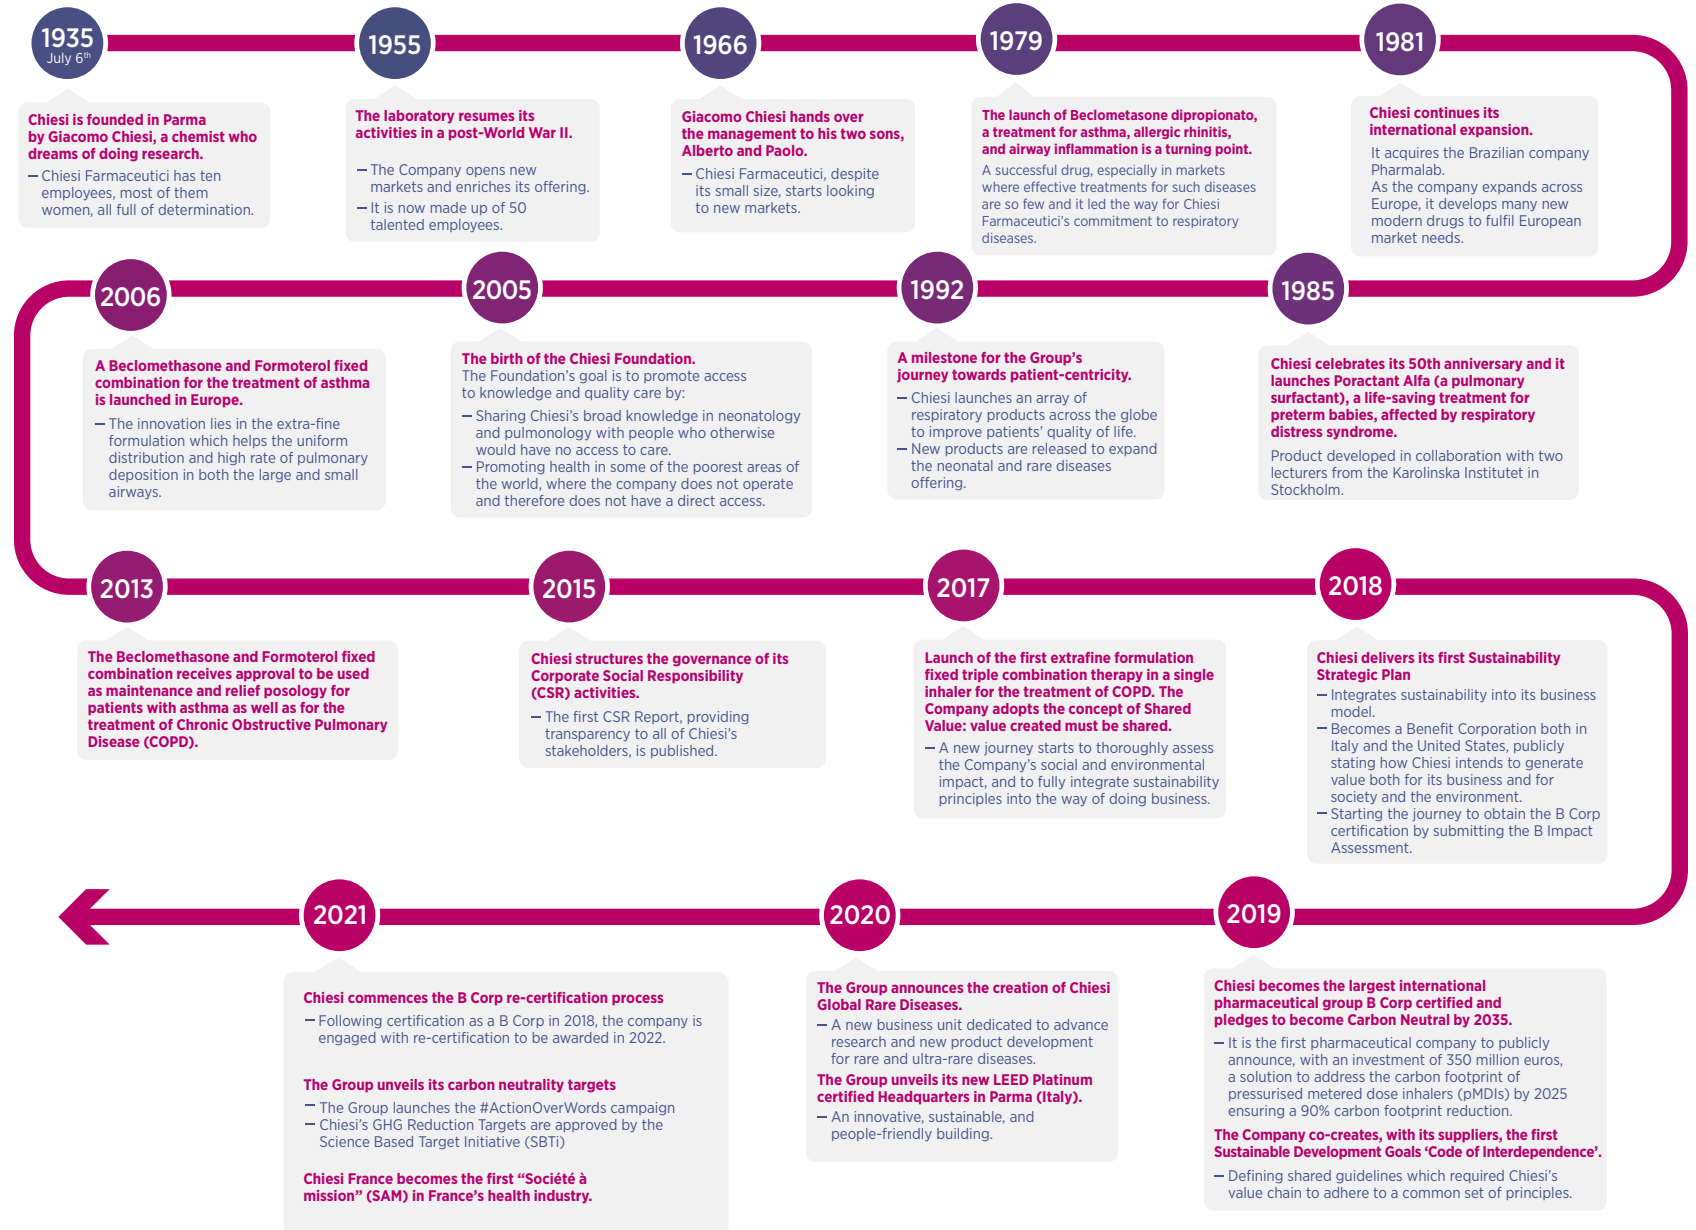 1935
July 6th
Chiesi is founded in Parma
by Giacomo Chiesi, a chemist who
dreams of doing research.
— Chiesi Farmaceutici has ten
employees, most of them
women, all full of determination.
1955
The laboratory resumes its
activities in a post-World War II.
— The Company opens new
markets and enriches its offering.
— It is now made up of 50
talented employees.
1966
Giacomo Chiesi hands over
the management to his two sons,
Alberto and Paolo.
— Chiesi Farmaceutici, despite
its small size, starts looking
to new markets.
1979
The launch of Beclometasone dipropionato,
a treatment for asthma, allergic rhinitis,
and airway inflammation is a turning point.
A successful drug, especially in markets
where effective treatments for such diseases
are so few and it led the way for Chiesi
Farmaceutici's commitment to respiratory
diseases.
1981
Chiesi continues its
international expansion.
It acquires the Brazilian company
Pharmalab.
As the company expands across
Europe, it develops many new
modern drugs to fulfil European
market needs.
1985
Chiesi celebrates its 50th anniversary and it
launches Poractant Alfa (a pulmonary
surfactant), a life-saving treatment for
preterm babies, affected by respiratory
distress syndrome.
Product developed in collaboration with two
lecturers from the Karolinska Institutet in
Stockholm.
1992
A milestone for the Group's
journey towards patient-centricity.
— Chiesi launches an array of
respiratory products across the globe
to improve patients' quality of life.
— New products are released to expand
the neonatal and rare diseases
offering.
2005
The birth of the Chiesi Foundation.
The Foundation's goal is to promote access
to knowledge and quality care by:
— Sharing Chiesi's broad knowledge in neonatology
and pulmonology with people who otherwise
would have no access to care.
— Promoting health in some of the poorest areas of
the world, where the company does not operate
and therefore does not have a direct access.
2006
A Beclomethasone and Formoterol fixed
combination for the treatment of asthma
is launched in Europe.
— The innovation lies in the extra-fine
formulation which helps the uniform
distribution and high rate of pulmonary
deposition in both the large and small
airways.
2013
The Beclomethasone and Formoterol fixed
combination receives approval to be used
as maintenance and relief posology for
patients with asthma as well as for the
treatment of Chronic Obstructive Pulmonary
Disease (COPD).
2015
Chiesi structures the governance of its
Corporate Social Responsibility
(CSR) activities.
— The first CSR Report, providing
transparency to all of Chiesi's
stakeholders, is published.
2017
Launch of the first extrafine formulation
fixed triple combination therapy in a single
inhaler for the treatment of COPD. The
Company adopts the concept of Shared
Value: value created must be shared.
— A new journey starts to thoroughly assess
the Company's social and environmental
impact, and to fully integrate sustainability
principles into the way of doing business.
2018
Chiesi delivers its first Sustainability
Strategic Plan
— Integrates sustainability into its business
model.
— Becomes a Benefit Corporation both in
Italy and the United States, publicly
stating how Chiesi intends to generate
value both for its business and for
society and the environment.
— Starting the journey to obtain the B Corp
certification by submitting the B Impact
Assessment.
2019
Chiesi becomes the largest international
pharmaceutical group B Corp certified and
pledges to become Carbon Neutral by 2035.
— It is the first pharmaceutical company to publicly
announce, with an investment of 350 million euros,
a solution to address the carbon footprint of
pressurised metered dose inhalers (pMDIs) by 2025
ensuring a 90% carbon footprint reduction.
The Company co-creates, with its suppliers, the first
Sustainable Development Goals 'Code of Interdependence'.
— Defining shared guidelines which required Chiesi's
value chain to adhere to a common set of principles.
2020
The Group announces the creation of Chiesi
Global Rare Diseases.
— A new business unit dedicated to advance
research and new product development
for rare and ultra-rare diseases.
The Group unveils its new LEED Platinum
certified Headquarters in Parma (Italy).
— An innovative, sustainable, and
people-friendly building.
2021
Chiesi commences the B Corp re-certification process
— Following certification as a B Corp in 2018, the company is
engaged with re-certification to be awarded in 2022.
The Group unveils its carbon neutrality targets
— The Group launches the #ActionOverWords campaign
— Chiesi's GHG Reduction Targets are approved by the
Science Based Target Initiative (SBTi)
Chiesi France becomes the first "Société à
mission" (SAM) in France's health industry.